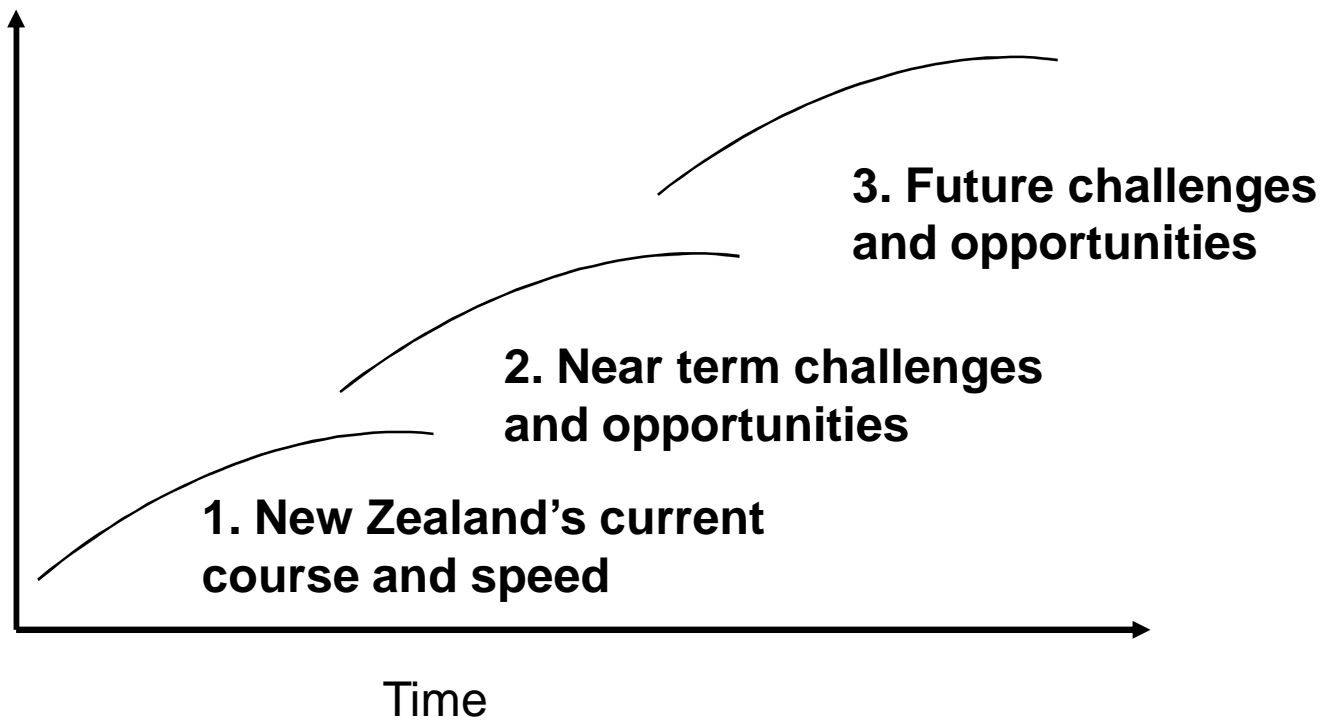 3. Future challenges
and opportunities
2. Near term challenges
and opportunities
1. New Zealand’s current
course and speed
Time